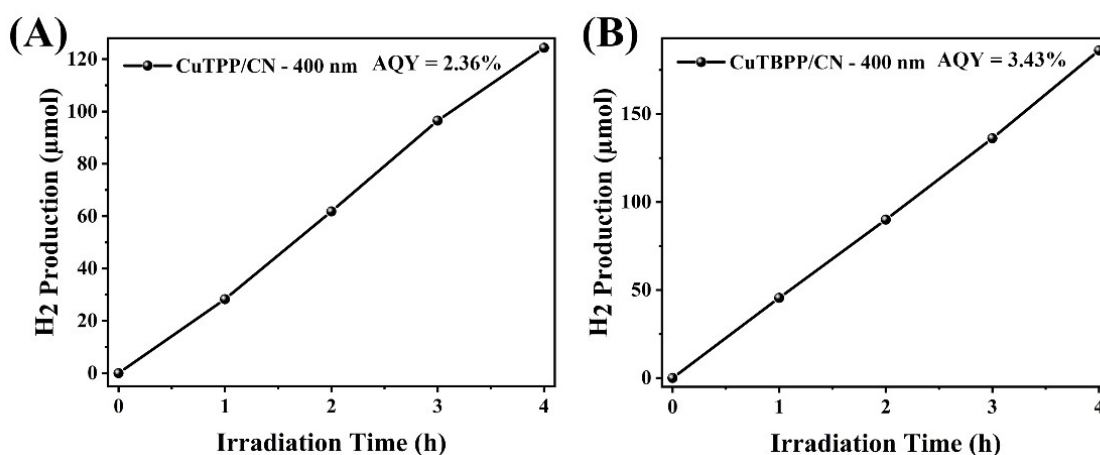 (A)
CuTPP/CN - 400 nm AQY = 2.36%
H2 Production (μmol)
120
100
80
60
40
20
0
0 1 2 3 4
Irradiation Time (h)
(B)
CuTBPP/CN - 400 nm AQY = 3.43%
H2 Production (μmol)
150
100
50
0
0 1 2 3 4
Irradiation Time (h)